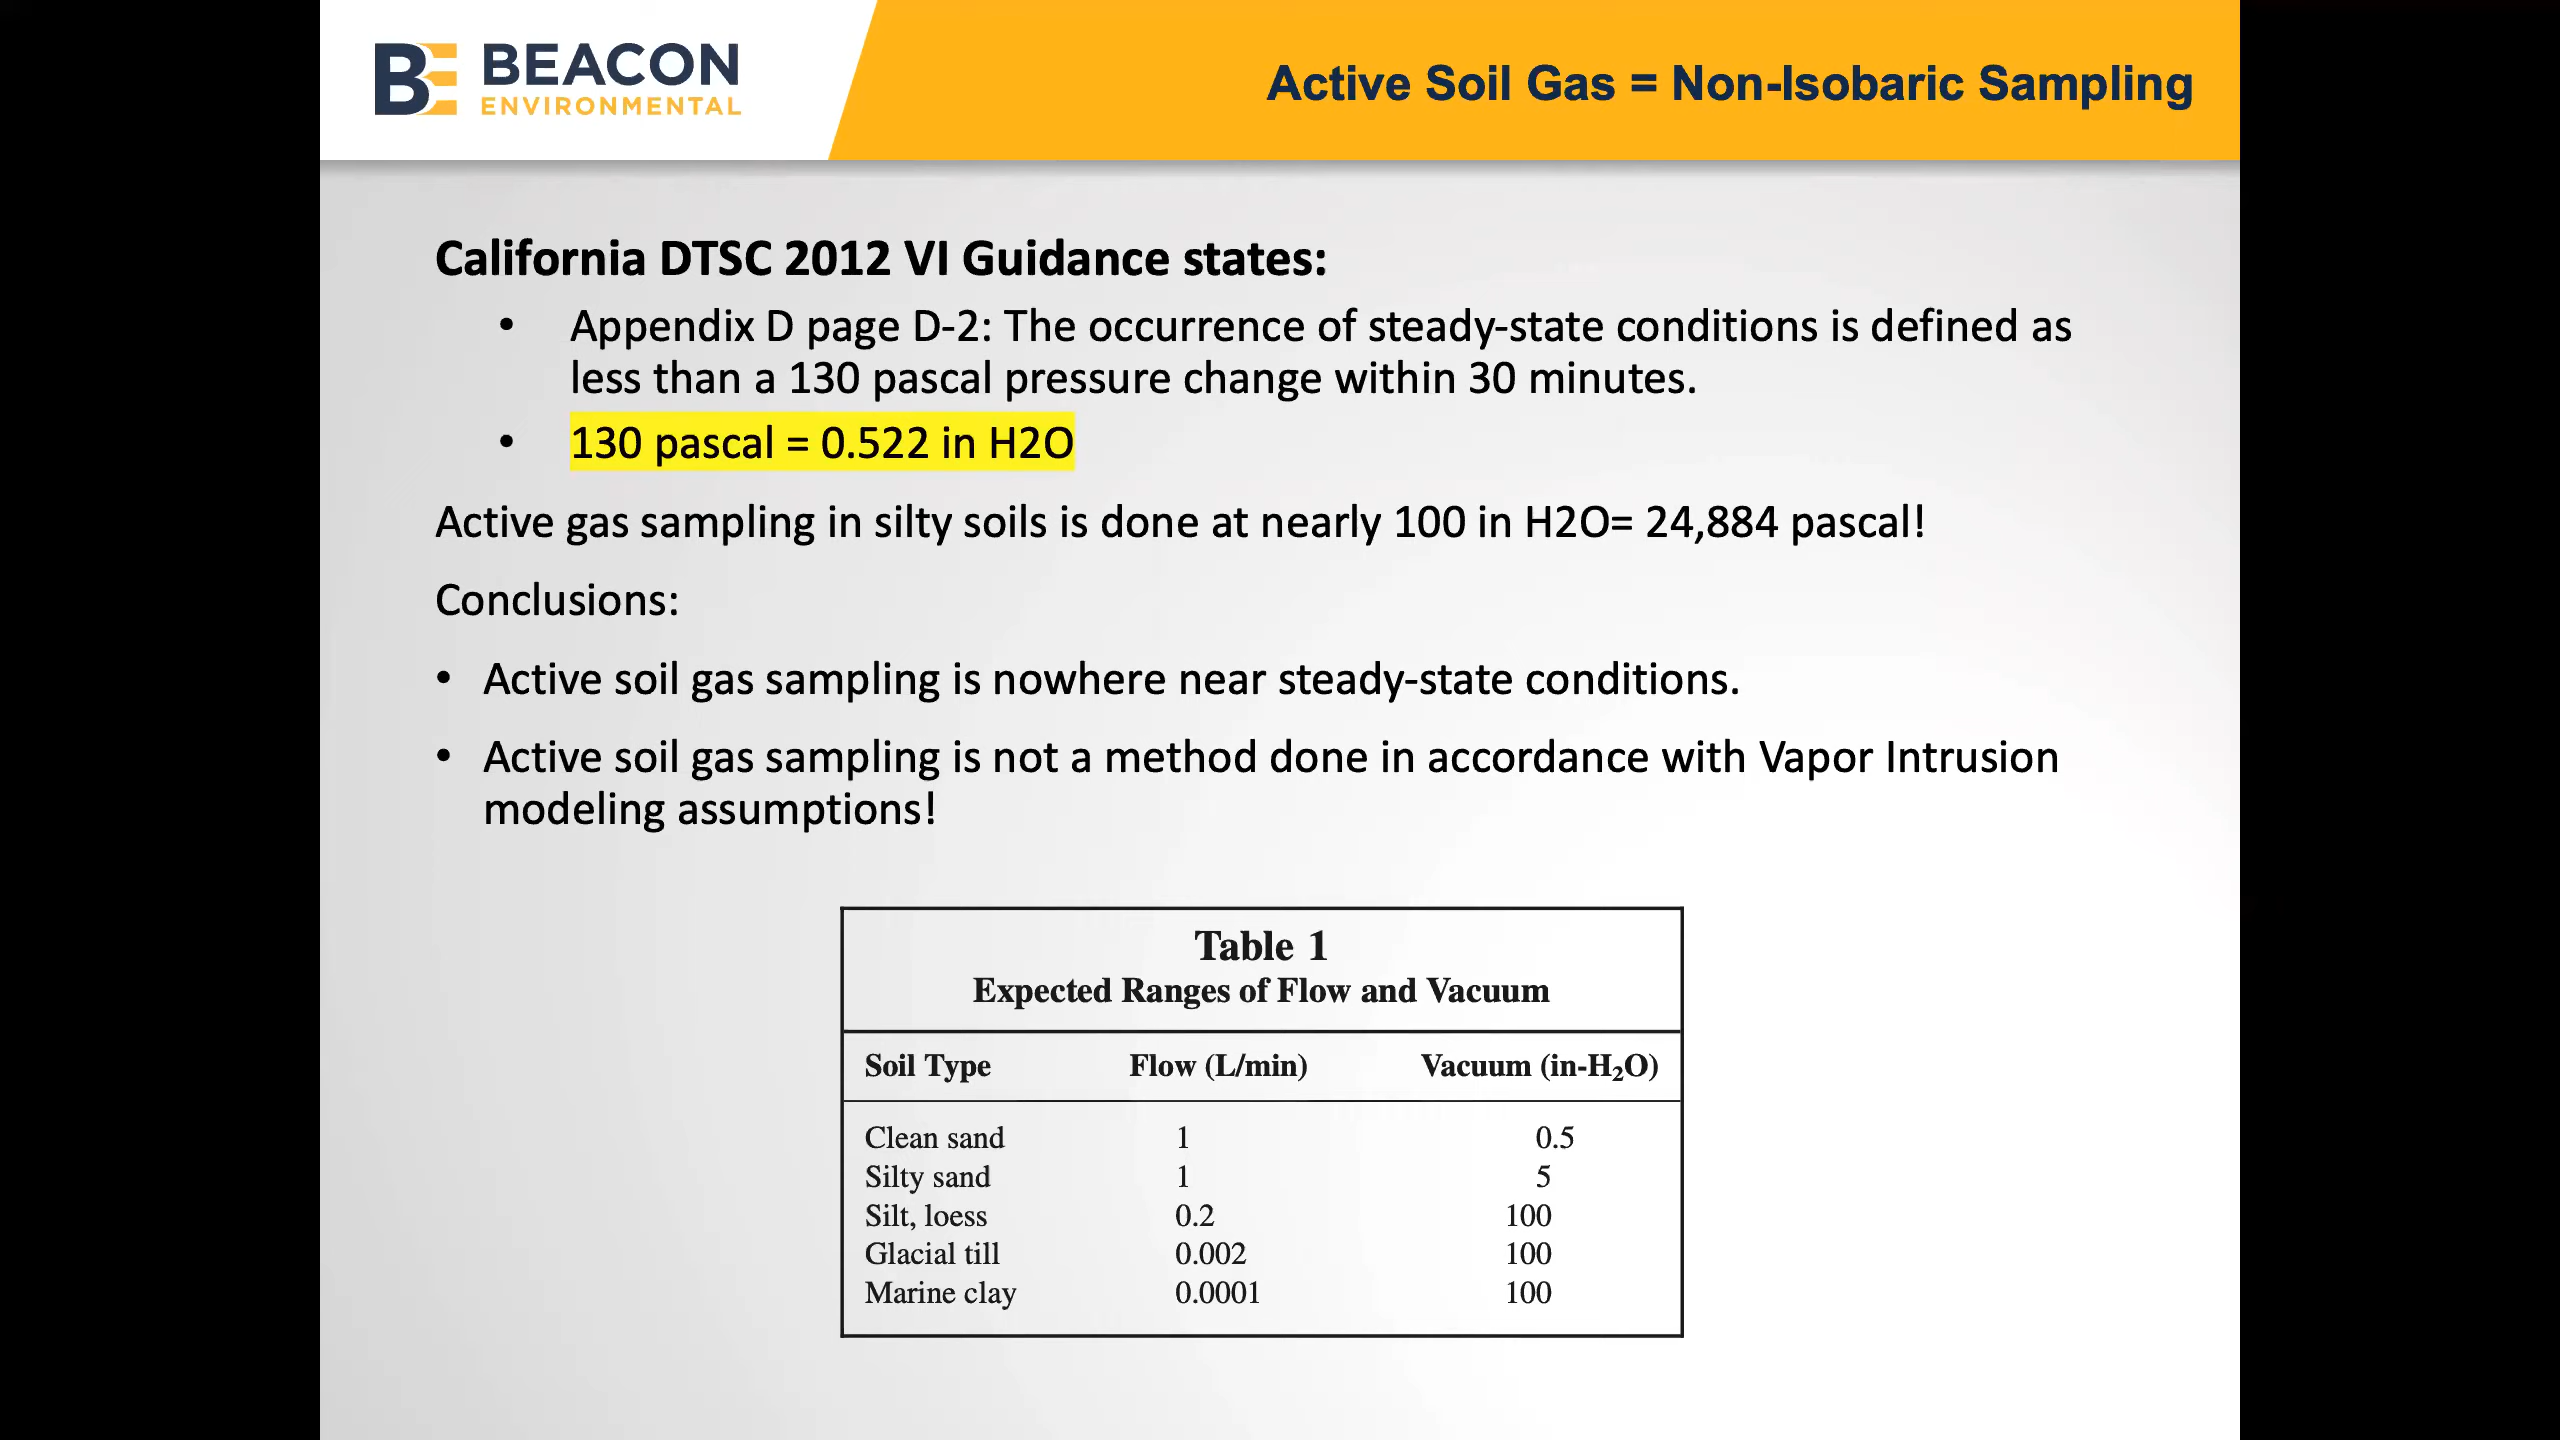 BEACON
ENVIRONMENTAL
Active Soil Gas = Non-Isobaric Sampling
California DTSC 2012 VI Guidance states:
• Appendix D page D-2: The occurrence of steady-state conditions is defined as
less than a 130 pascal pressure change within 30 minutes.
• 130 pascal = 0.522 in H2O
Active gas sampling in silty soils is done at nearly 100 in H2O= 24,884 pascal!
Conclusions:
• Active soil gas sampling is nowhere near steady-state conditions.
• Active soil gas sampling is not a method done in accordance with Vapor Intrusion
modeling assumptions!
Table 1
Expected Ranges of Flow and Vacuum
Soil Type Flow (L/min) Vacuum (in-H₂O)
Clean sand 1 0.5
Silty sand 1 5
Silt, loess 0.2 100
Glacial till 0.002 100
Marine clay 0.0001 100